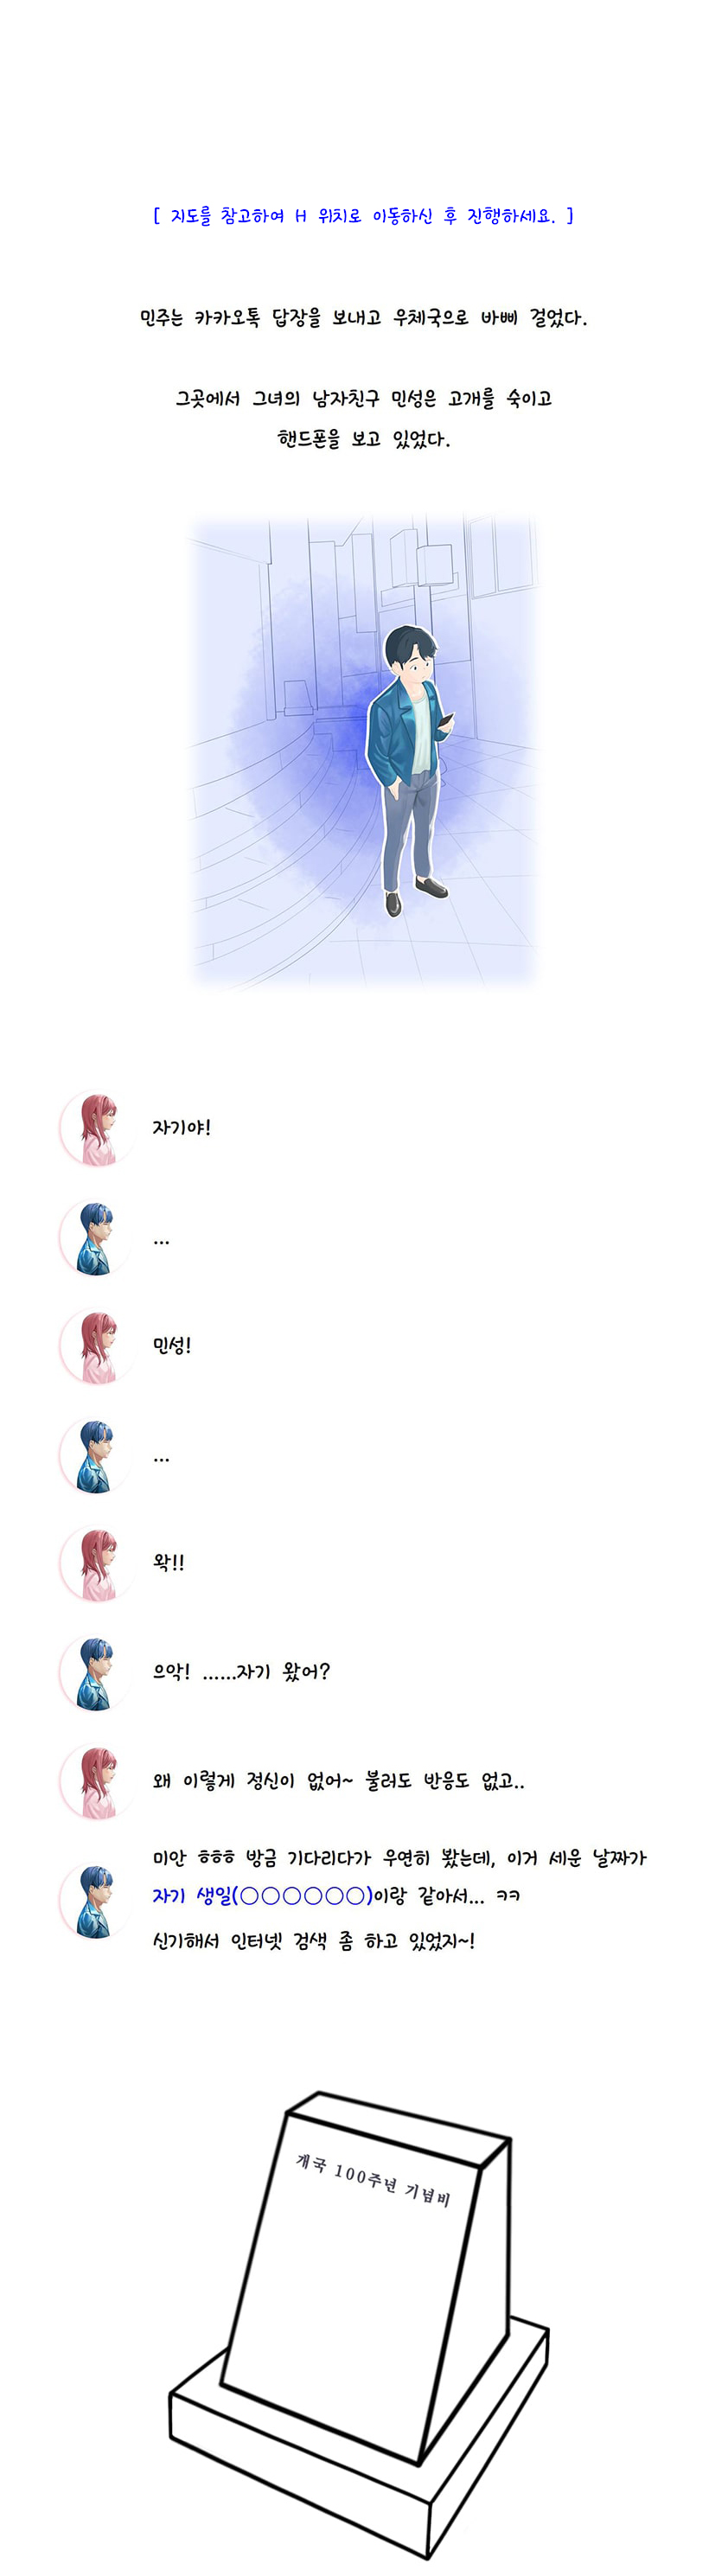 [ 지도를 참고하여 H 위치로 이동하신 후 진행하세요. ]
민주는 카카오톡 답장을 보내고 우체국으로 바삐 걸었다.
그곳에서 그녀의 남자친구 민성은 고개를 숙이고
핸드폰을 보고 있었다.
자기야!
...
민성!
...
왁!!
으악! ......자기 왔어?
왜 이렇게 정신이 없어~ 불러도 반응도 없고..
미안 ㅎㅎㅎ 방금 기다리다가 우연히 봤는데, 이거 세운 날짜가
자기 생일(○○○○○○)이랑 같아서... ㅋㅋ
신기해서 인터넷 검색 좀 하고 있었지~!
개국 100주년 기념비